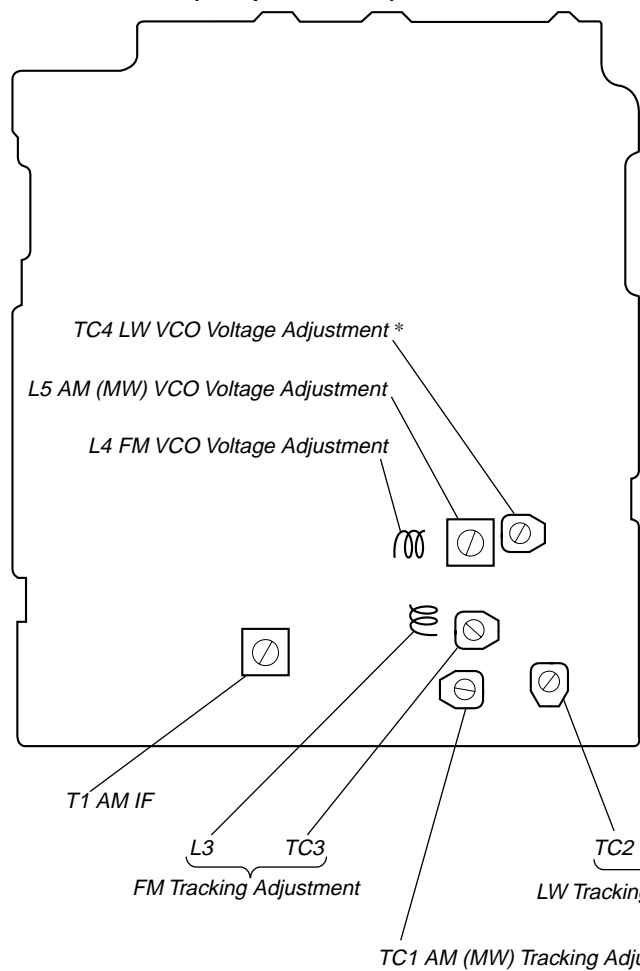 TC4 LW VCO Voltage Adjustment *
L5 AM (MW) VCO Voltage Adjustment
L4 FM VCO Voltage Adjustment
T1 AM IF
L3 TC3 TC2
FM Tracking Adjustment
LW Tracking
TC1 AM (MW) Tracking Adju